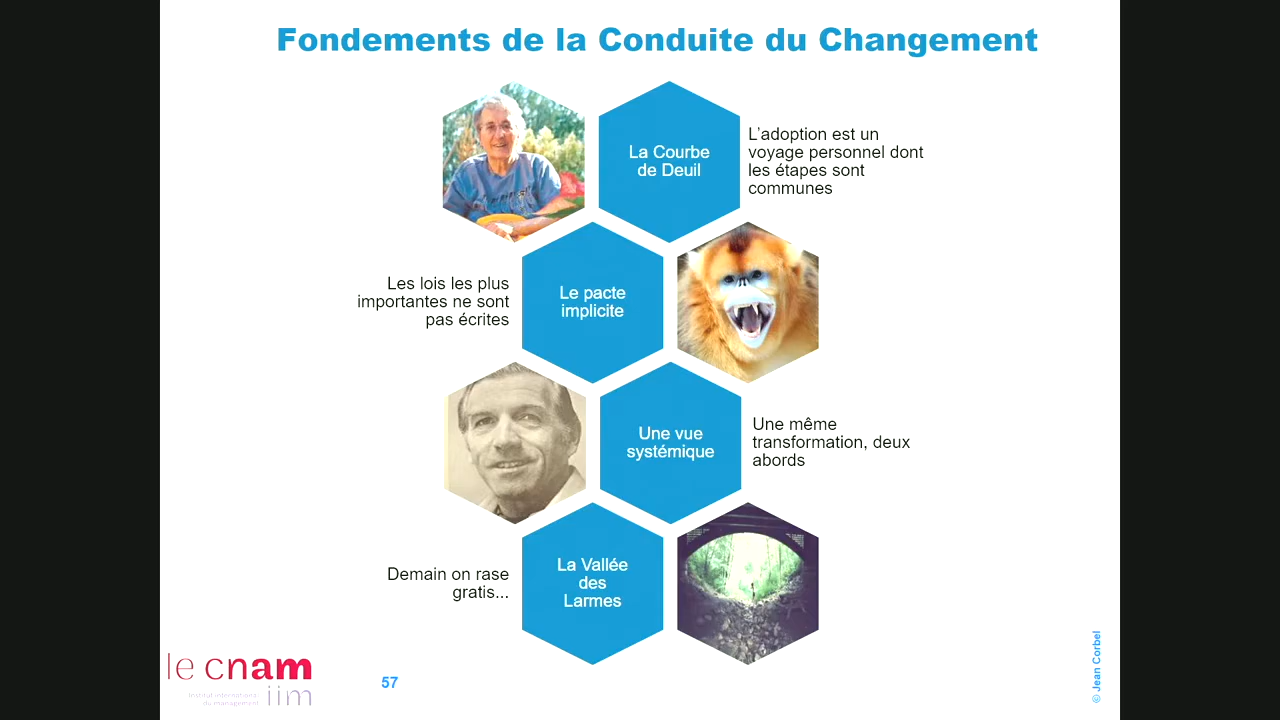 Fondements de la Conduite du Changement
La Courbe
de Deuil
L'adoption est un
voyage personnel dont
les étapes sont
communes
Les lois les plus
importantes ne sont
pas écrites
Le pacte
implicite
Une vue
systémique
Une même
transformation, deux
abords
Demain on rase
gratis...
La Vallée
des
Larmes
le cnam
iim
57
© Jean Corbel